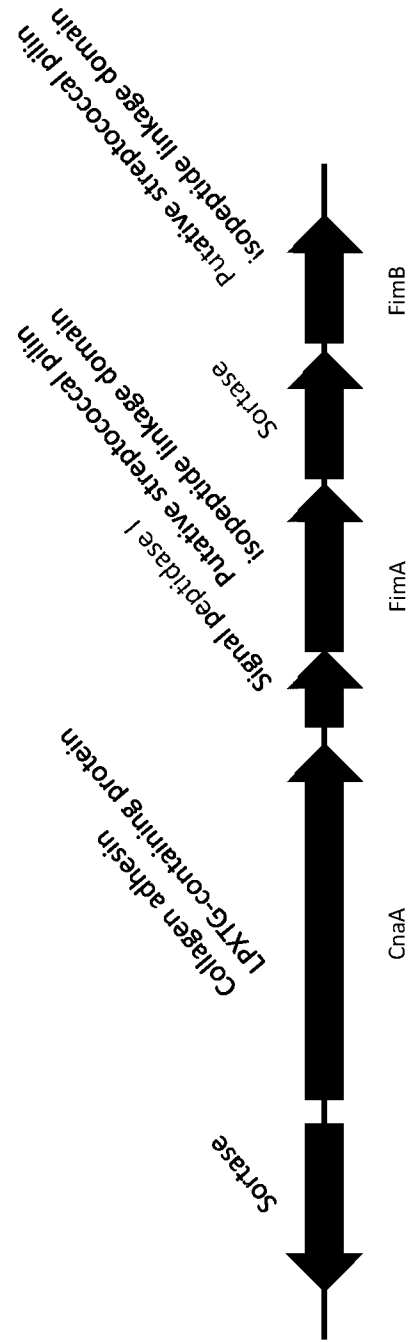 Sortase
Collagen adhesin
LPXTG-containing protein
Signal peptidase I
Putative streptococcal pilin
isopeptide linkage domain
Sortase
Putative streptococcal pilin
isopeptide linkage domain
CnaA
FimA
FimB